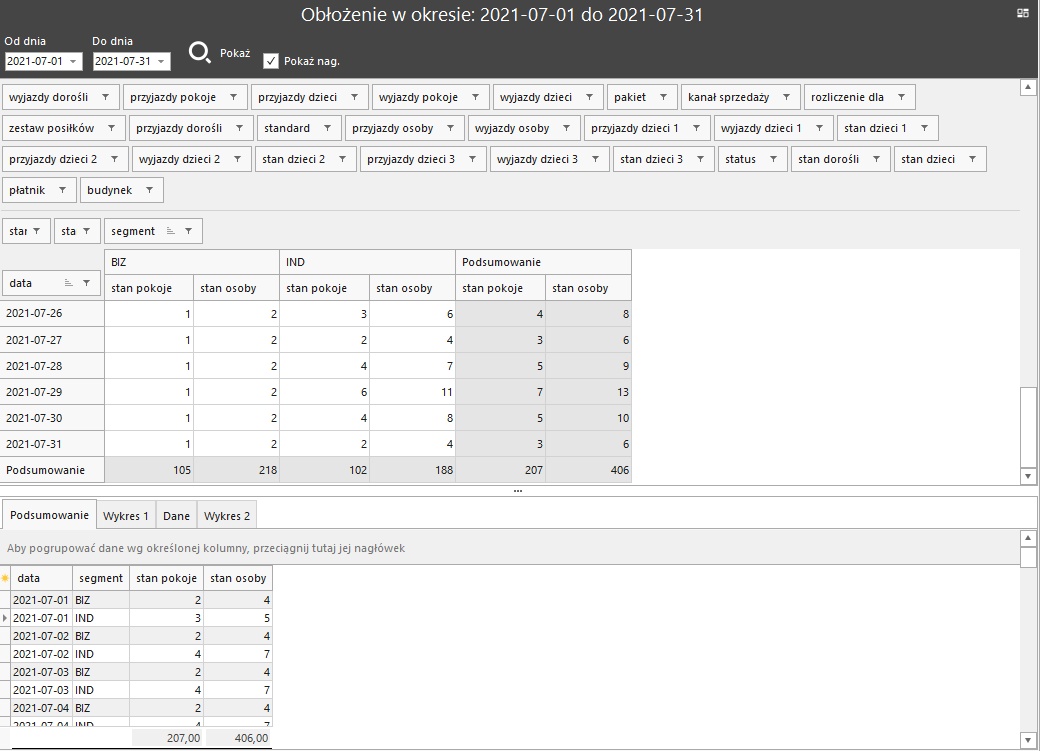 Obłożenie w okresie: 2021-07-01 do 2021-07-31
Od dnia Do dnia
2021-07-01 2021-07-31 Pokaż Pokaż nag.
wyjazdy dorośli przyjazdy pokoje przyjazdy dzieci wyjazdy pokoje wyjazdy dzieci pakiet kanał sprzedaży rozliczenie dla
zestaw posiłków przyjazdy dorośli standard przyjazdy osoby wyjazdy osoby przyjazdy dzieci 1 wyjazdy dzieci 1 stan dzieci 1
przyjazdy dzieci 2 wyjazdy dzieci 2 stan dzieci 2 przyjazdy dzieci 3 wyjazdy dzieci 3 stan dzieci 3 status stan dorośli stan dzieci
płatnik budynek
star sta segment
BIZ IND Podsumowanie
data stan pokoje stan osoby stan pokoje stan osoby stan pokoje stan osoby
2021-07-26 1 2 3 6 4 8
2021-07-27 1 2 2 4 3 6
2021-07-28 1 2 4 7 5 9
2021-07-29 1 2 6 11 7 13
2021-07-30 1 2 4 8 5 10
2021-07-31 1 2 2 4 3 6
Podsumowanie 105 218 102 188 207 406
Podsumowanie Wykres 1 Dane Wykres 2
Aby pogrupować dane wg określonej kolumny, przeciągnij tutaj jej nagłówek
data segment stan pokoje stan osoby
2021-07-01 BIZ 2 4
2021-07-01 IND 3 5
2021-07-02 BIZ 2 4
2021-07-02 IND 4 7
2021-07-03 BIZ 2 4
2021-07-03 IND 4 7
2021-07-04 BIZ 2 4
2021-07-04 IND 4 7
207,00 406,00